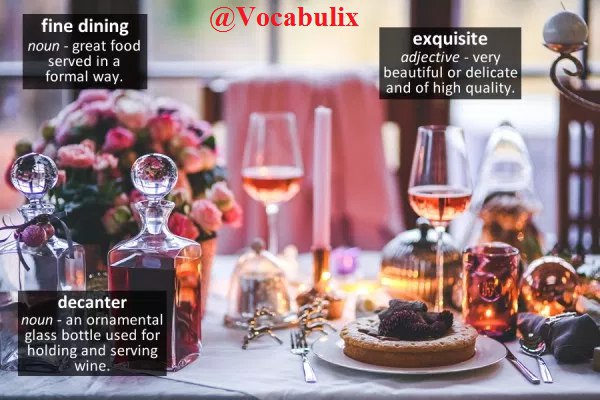 @Vocabulix
fine dining
noun - great food
served in a
formal way.
exquisite
adjective - very
beautiful or delicate
and of high quality.
decanter
noun - an ornamental
glass bottle used for
holding and serving
wine.